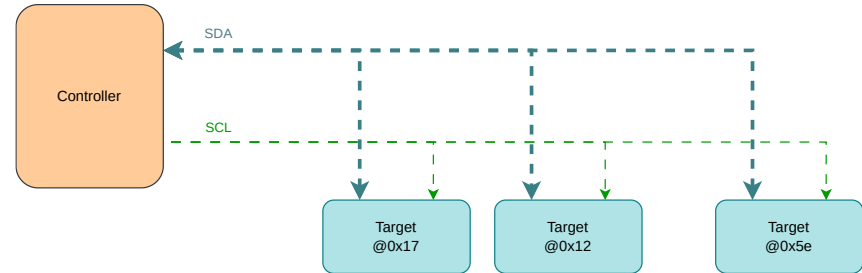 SDA
Controller
SCL
Target
@0x17
Target
@0x12
Target
@0x5e